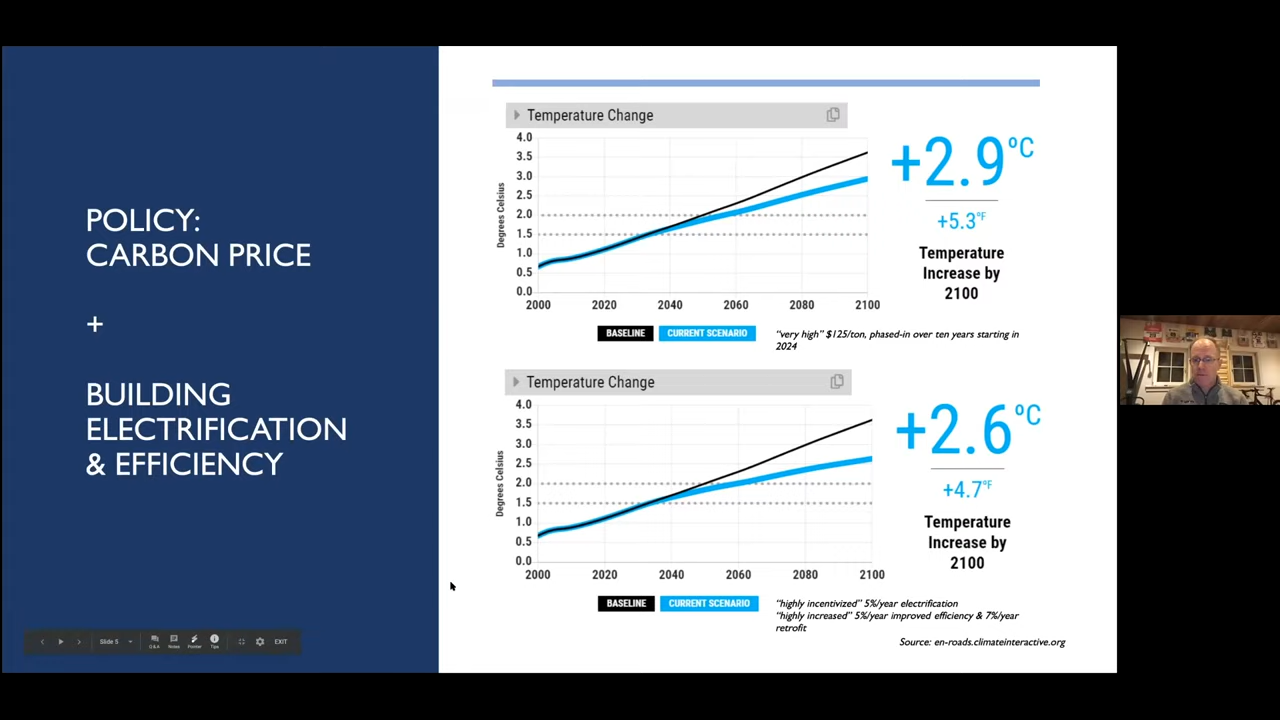 POLICY:
CARBON PRICE
+
BUILDING
ELECTRIFICATION
& EFFICIENCY
Temperature Change
4.0
3.5
3.0
2.5
2.0
1.5
1.0
0.5
0.0
Degrees Celsius
2000 2020 2040 2060 2080 2100
BASELINE CURRENT SCENARIO
+2.9°C
+5.3°F
Temperature
Increase by
2100
“very high” $125/ton, phased-in over ten years starting in
2024
Temperature Change
4.0
3.5
3.0
2.5
2.0
1.5
1.0
0.5
0.0
Degrees Celsius
2000 2020 2040 2060 2080 2100
BASELINE CURRENT SCENARIO
+2.6°C
+4.7°F
Temperature
Increase by
2100
“highly incentivized” 5%/year electrification
“highly increased” 5%/year improved efficiency & 7%/year
retrofit
Source: en-roads.climateinteractive.org
Slide 5 Q&A Notes Pointer Tips EXIT